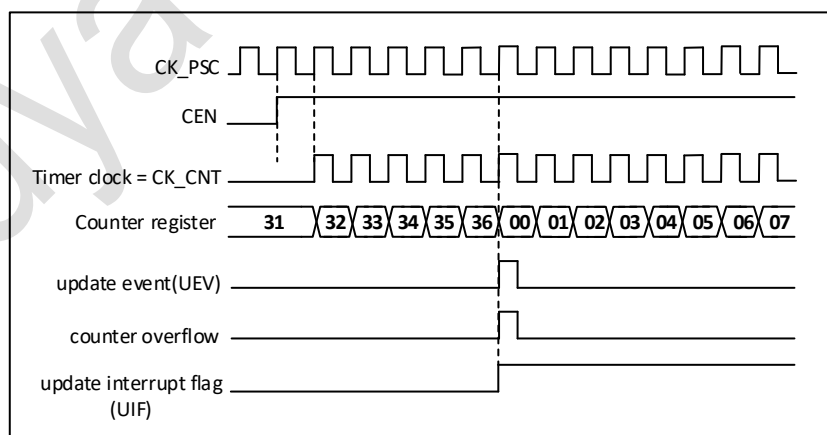 CK_PSC
CEN
Timer clock = CK_CNT
Counter register 31 32 33 34 35 36 00 01 02 03 04 05 06 07
update event(UEV)
counter overflow
update interrupt flag
(UIF)